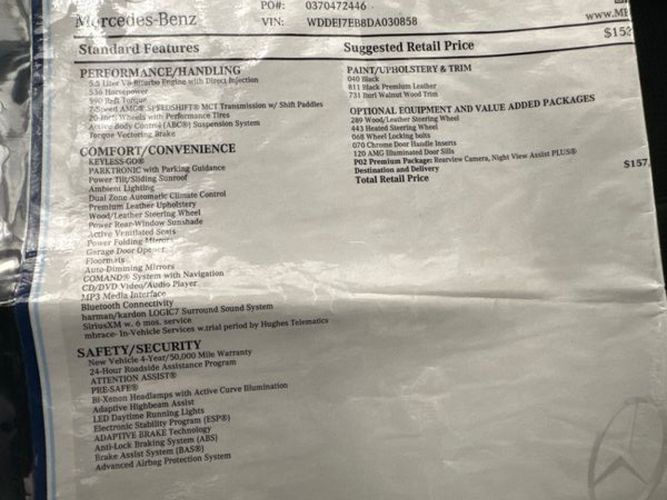 PO#: 0370472446
Mercedes-Benz
VIN: WDDEJ7EB8DA030858
Standard Features
Suggested Retail Price
PERFORMANCE/HANDLING
5.5 Liter V8 Biturbo Engine with Direct Injection
536 Horsepower
590 lb-ft Torque
7-Speed AMG® SPEEDSHIFT® MCT Transmission w/ Shift Paddles
20-inch Wheels with Performance Tires
Active Body Control (ABC®) Suspension System
Torque Vectoring Brake
COMFORT/CONVENIENCE
KEYLESS-GO®
PARKTRONIC with Parking Guidance
Power Tilt/Sliding Sunroof
Ambient Lighting
Dual Zone Automatic Climate Control
Premium Leather Upholstery
Wood/Leather Steering Wheel
Power Rear-Window Sunshade
Active Ventilated Seats
Power Folding Mirrors
Garage Door Opener
Floormats
Auto-Dimming Mirrors
COMAND® System with Navigation
CD/DVD Video/Audio Player
MP3 Media Interface
Bluetooth Connectivity
harman/kardon LOGIC7 Surround Sound System
SiriusXM w. 6 mos. service
mbrace- In-Vehicle Services w.trial period by Hughes Telematics
SAFETY/SECURITY
New Vehicle 4-Year/50,000 Mile Warranty
24-Hour Roadside Assistance Program
ATTENTION ASSIST®
PRE-SAFE®
Bi-Xenon Headlamps with Active Curve Illumination
Adaptive Highbeam Assist
LED Daytime Running Lights
Electronic Stability Program (ESP®)
ADAPTIVE BRAKE Technology
Anti-Lock Braking System (ABS)
Brake Assist System (BAS®)
Advanced Airbag Protection System
PAINT/UPHOLSTERY & TRIM
040 Black
811 Black Premium Leather
731 Burl Walnut Wood Trim
OPTIONAL EQUIPMENT AND VALUE ADDED PACKAGES
289 Wood/Leather Steering Wheel
443 Heated Steering Wheel
068 Wheel Locking bolts
070 Chrome Door Handle Inserts
120 AMG Illuminated Door Sills
P02 Premium Package: Rearview Camera, Night View Assist PLUS®
Destination and Delivery
Total Retail Price
$157,